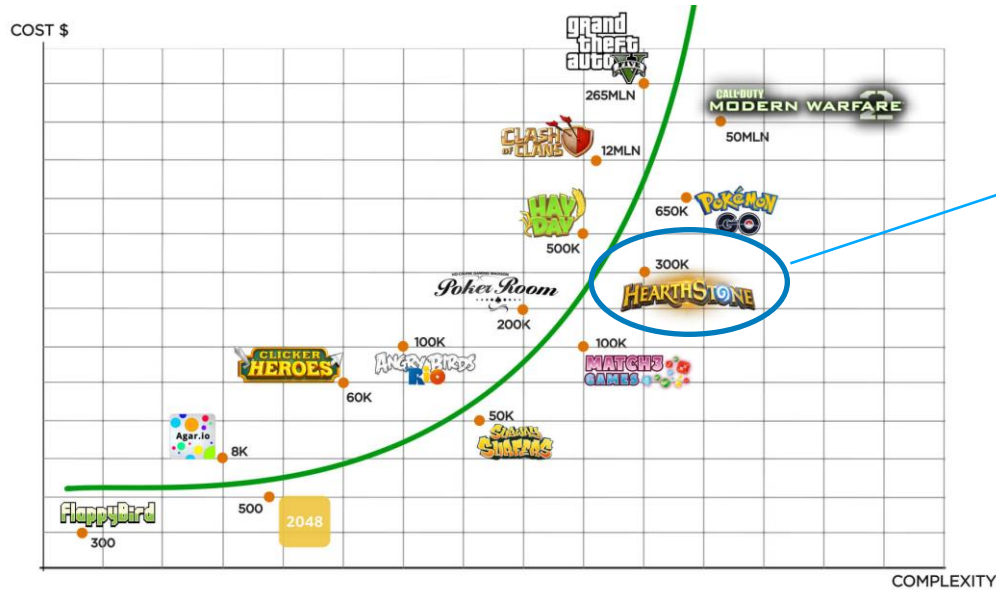 COST $
grand
theft
auto
FIVE
265MLN
CALL OF DUTY
MODERN WARFARE
2
50MLN
CLASH
OF CLANS
12MLN
HAY
DAY
500K
650K
POKÉMON
GO
300K
HEARTHSTONE
Poker Room
200K
100K
ANGRY BIRDS
RIO
100K
MATCH3
GAMES
CLICKER
HEROES
60K
50K
SUBWAY
SURFERS
Agar.io
8K
500
2048
FlappyBird
300
COMPLEXITY